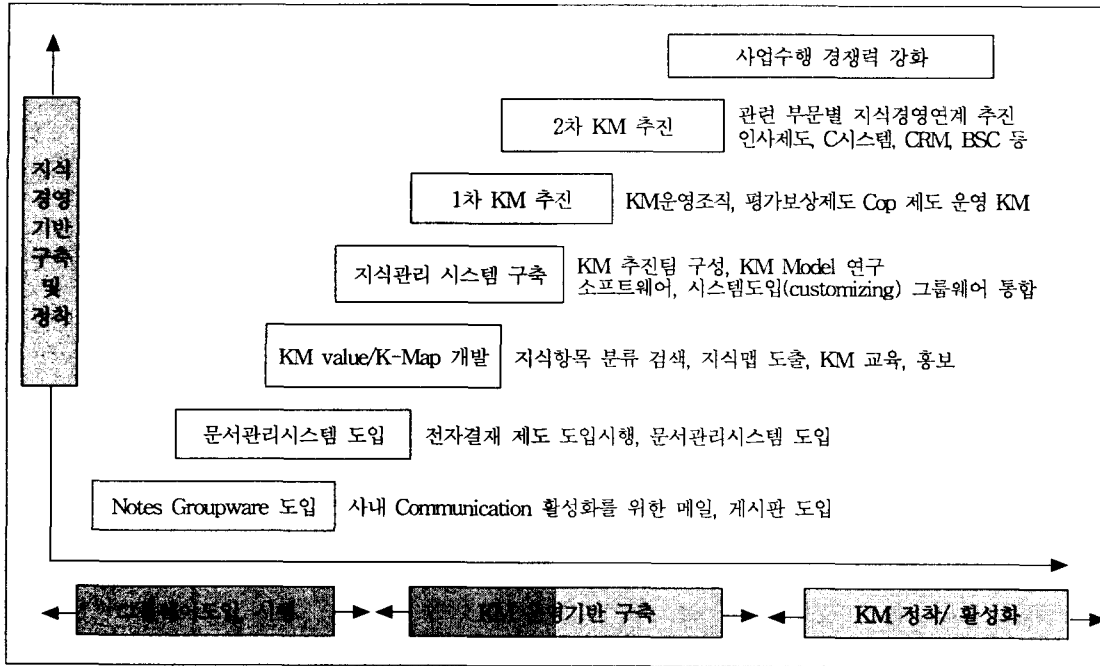 사업수행 경쟁력 강화
2차 KM 추진
관련 부문별 지식경영연계 추진
인사제도, C시스템, CRM, BSC 등
1차 KM 추진
KM운영조직, 평가보상제도 Cop 제도 운영 KM
지식관리 시스템 구축
KM 추진팀 구성, KM Model 연구
소프트웨어, 시스템도입(customizing) 그룹웨어 통합
KM value/K-Map 개발
지식항목 분류 검색, 지식맵 도출, KM 교육, 홍보
문서관리시스템 도입
전자결재 제도 도입시행, 문서관리시스템 도입
Notes Groupware 도입
사내 Communication 활성화를 위한 메일, 게시판 도입
지식
경영
기반
구축
및
정착
도입
기반 구축
KM 정착/ 활성화